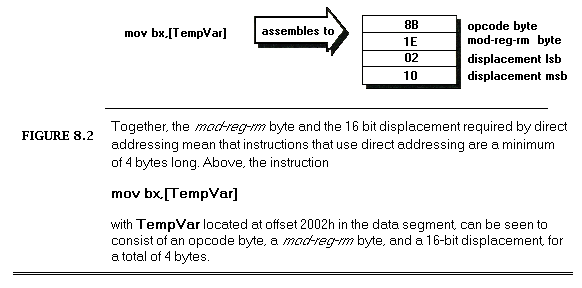 mov bx,[TempVar]
assembles to
8B
opcode byte
1E
mod-reg-rm byte
02
displacement lsb
10
displacement msb
FIGURE 8.2
Together, the mod-reg-rm byte and the 16 bit displacement required by direct
addressing mean that instructions that use direct addressing are a minimum
of 4 bytes long. Above, the instruction
mov bx,[TempVar]
with TempVar located at offset 2002h in the data segment, can be seen to
consist of an opcode byte, a mod-reg-rm byte, and a 16-bit displacement, for
a total of 4 bytes.